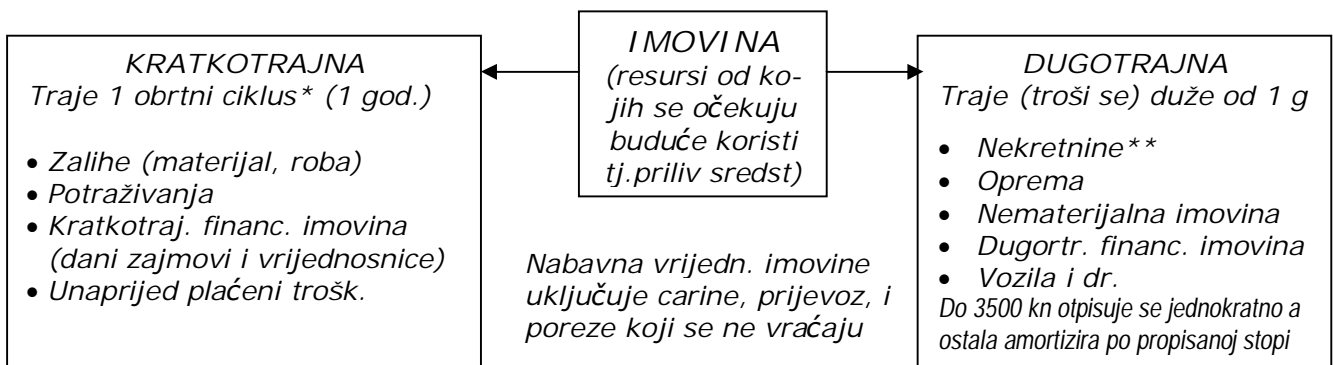 IMOVINA
(resursi od ko-
jih se očekuju
buduće koristi
tj.priliv sredst)
KRATKOTRAJNA
Traje 1 obrtni ciklus* (1 god.)
• Zalihe (materijal, roba)
• Potraživanja
• Kratkotraj. financ. imovina
(dani zajmovi i vrijednosnice)
• Unaprijed plaćeni trošk.
Nabavna vrijedn. imovine
uključuje carine, prijevoz, i
poreze koji se ne vraćaju
DUGOTRAJNA
Traje (troši se) duže od 1 g
• Nekretnine**
• Oprema
• Nematerijalna imovina
• Dugortr. financ. imovina
• Vozila i dr.
Do 3500 kn otpisuje se jednokratno a
ostala amortizira po propisanoj stopi